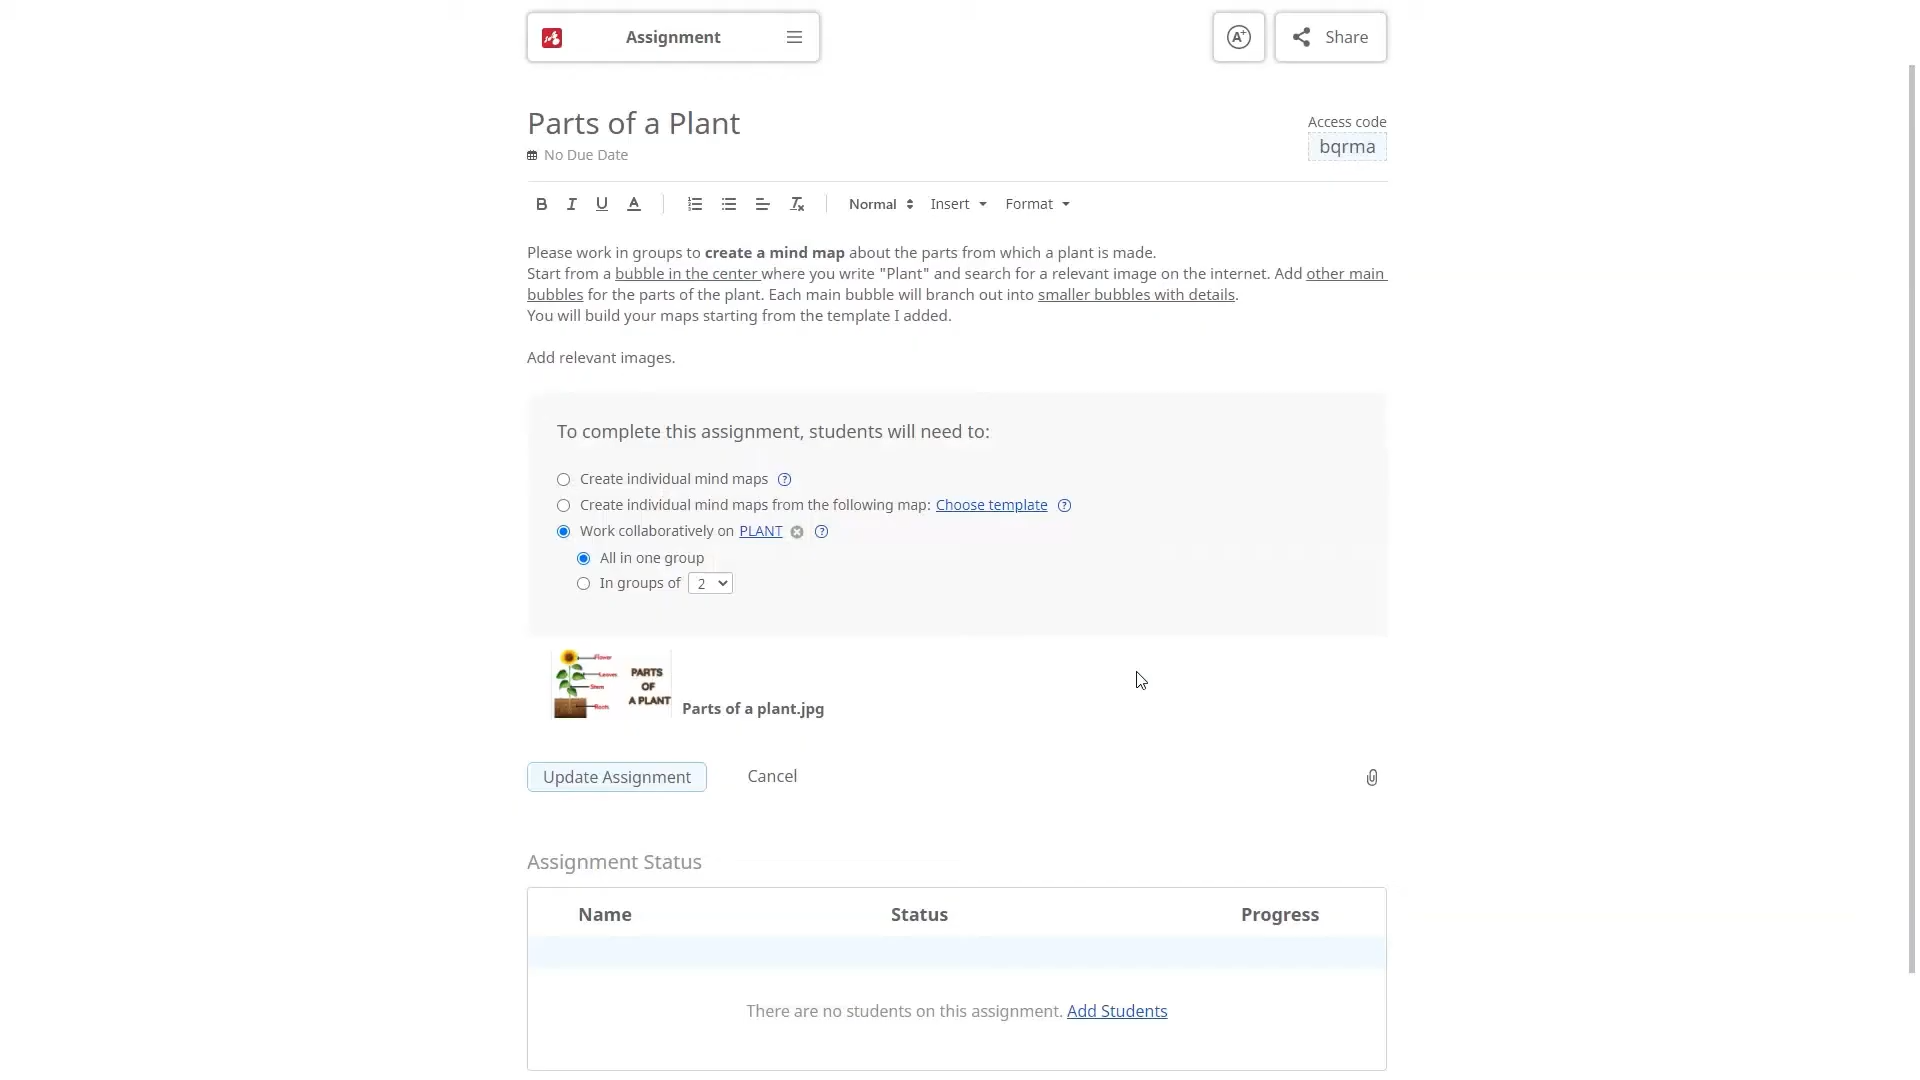 Assignment
Share
Parts of a Plant
No Due Date
Access code
bqrma
B I U A Normal Insert Format
Please work in groups to create a mind map about the parts from which a plant is made.
Start from a bubble in the center where you write "Plant" and search for a relevant image on the internet. Add other main
bubbles for the parts of the plant. Each main bubble will branch out into smaller bubbles with details.
You will build your maps starting from the template I added.
Add relevant images.
To complete this assignment, students will need to:
Create individual mind maps ?
Create individual mind maps from the following map: Choose template ?
Work collaboratively on PLANT ?
All in one group
In groups of 2
Flower
Leaves
Stem
Roots
PARTS
OF
A PLANT
Parts of a plant.jpg
Update Assignment
Cancel
Assignment Status
Name Status Progress
There are no students on this assignment. Add Students